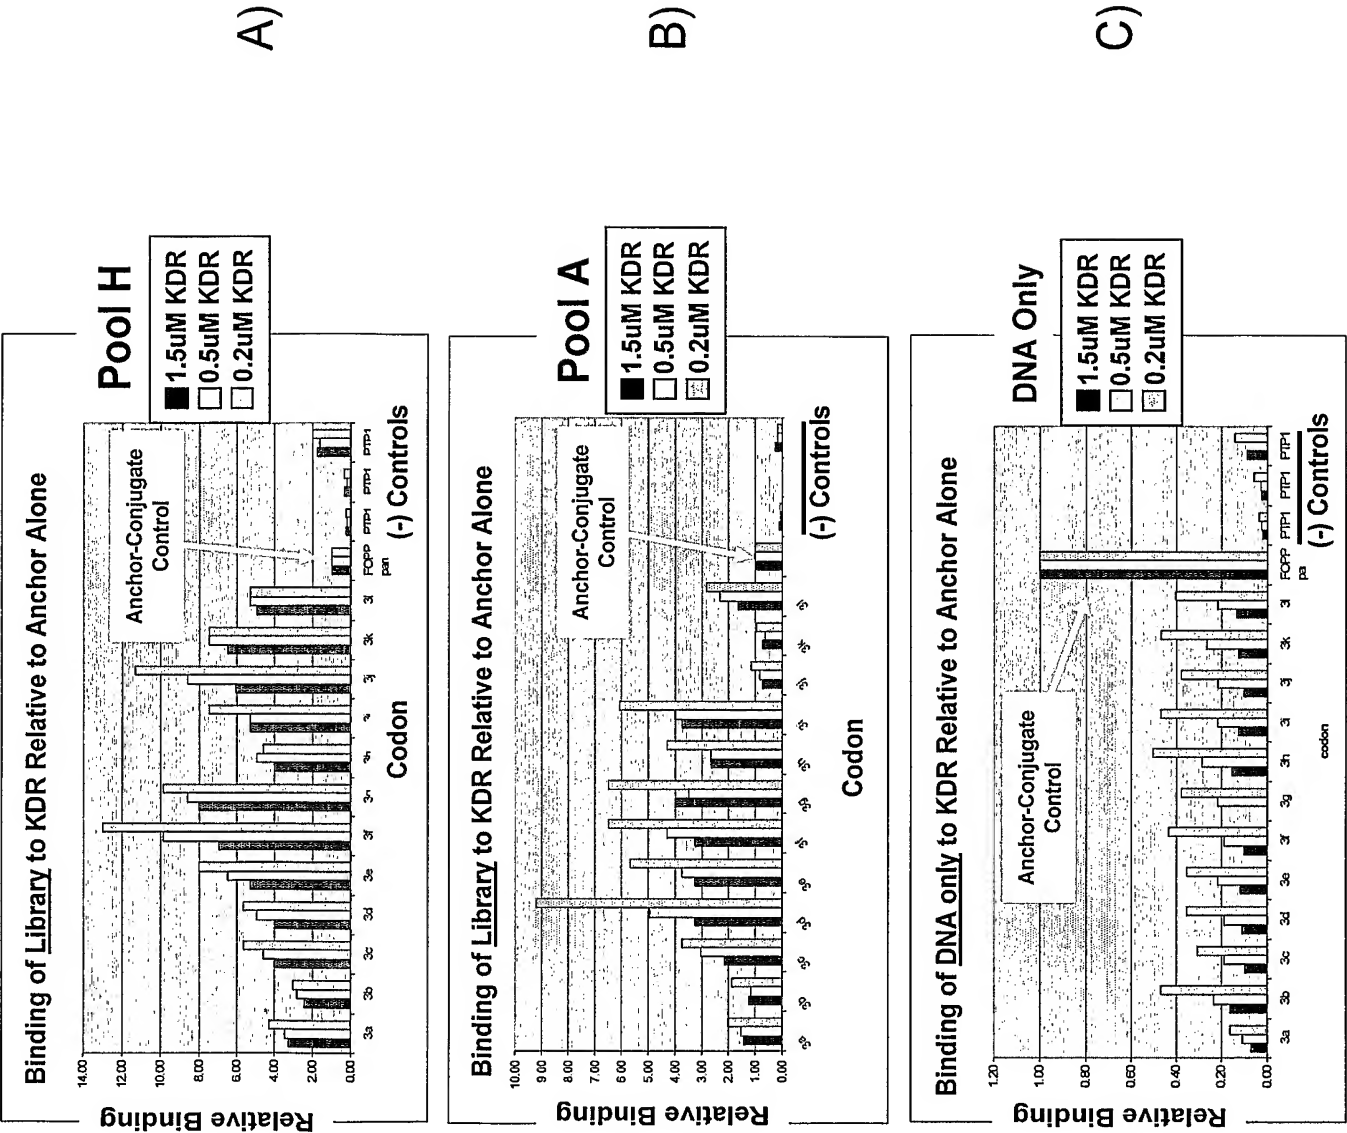 A)
Binding of Library to KDR Relative to Anchor Alone
Pool H
1.5uM KDR
0.5uM KDR
0.2uM KDR
Anchor-Conjugate
Control
Relative Binding
14.00
12.00
10.00
8.00
6.00
4.00
2.00
0.00
3a 3b 3c 3d 3e 3f 3j 3k 3l FOPP PTP1 PTP1 PTP1
pan
Codon
(-) Controls
B)
Binding of Library to KDR Relative to Anchor Alone
Pool A
1.5uM KDR
0.5uM KDR
0.2uM KDR
Anchor-Conjugate
Control
Relative Binding
10.00
9.00
8.00
7.00
6.00
5.00
4.00
3.00
2.00
1.00
0.00
Codon
(-) Controls
C)
Binding of DNA only to KDR Relative to Anchor Alone
DNA Only
1.5uM KDR
0.5uM KDR
0.2uM KDR
Anchor-Conjugate
Control
Relative Binding
1.20
1.00
0.80
0.60
0.40
0.20
0.00
3a 3b 3c 3d 3e 3f 3g 3h 3i 3j 3k 3l FOPP PTP1 PTP1 PTP1
pa
codon
(-) Controls